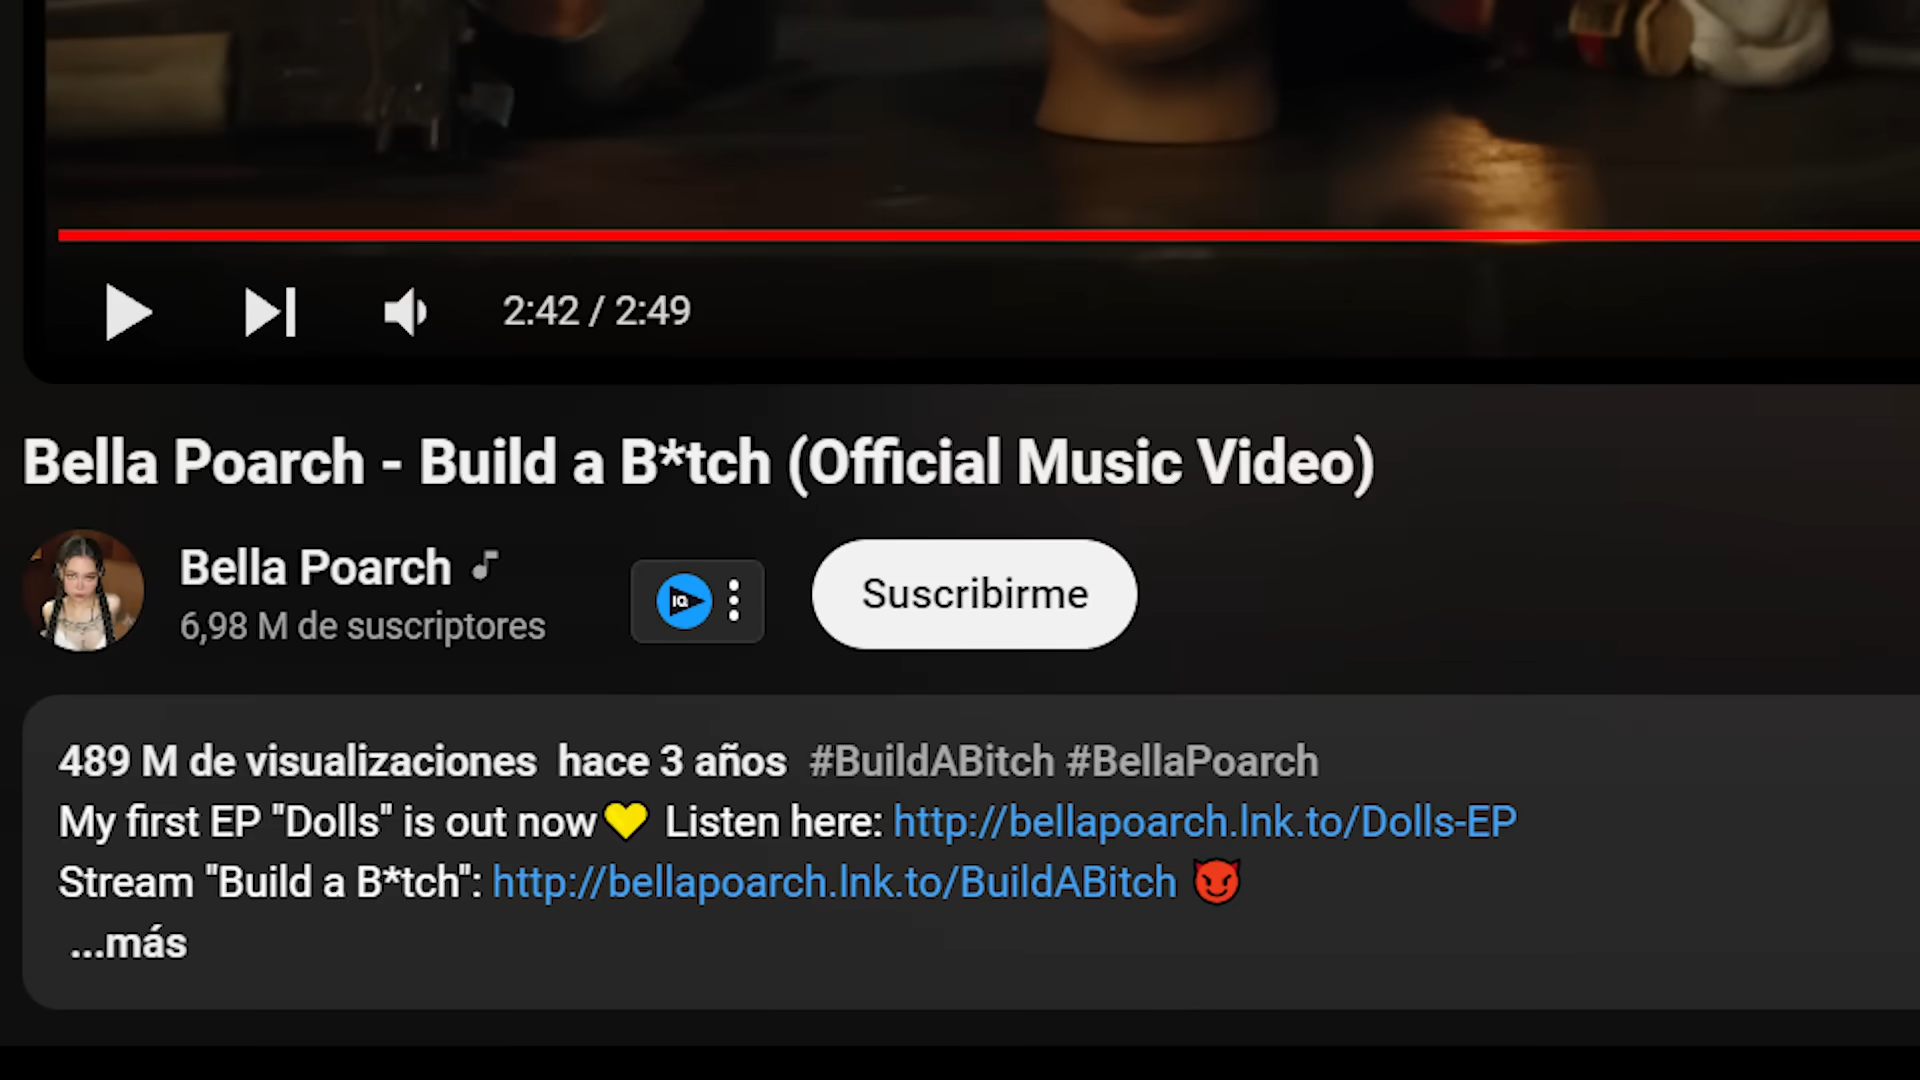 2:42 / 2:49
Bella Poarch - Build a B*tch (Official Music Video)
Bella Poarch
6,98 M de suscriptores
IQ
Suscribirme
489 M de visualizaciones hace 3 años #BuildABitch #BellaPoarch
My first EP "Dolls" is out now💛 Listen here: http://bellapoarch.lnk.to/Dolls-EP
Stream "Build a B*tch": http://bellapoarch.lnk.to/BuildABitch 😈
...más